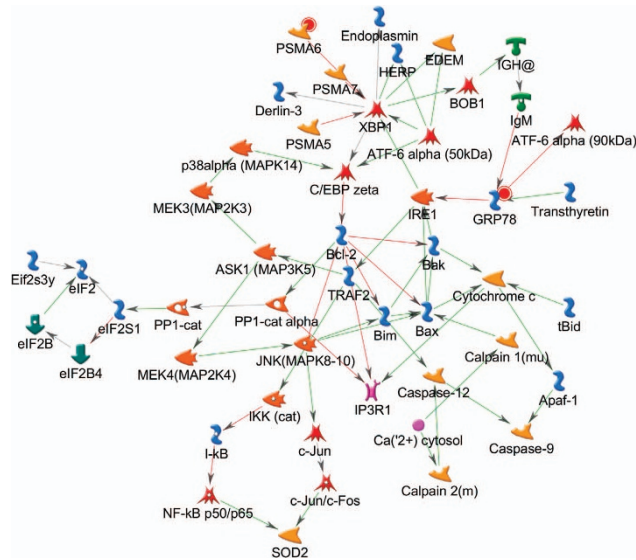 Endoplasmin
PSMA6
HERP
EDEM
IGH@
PSMA7
BOB1
Derlin-3
XBP1
IgM
PSMA5
ATF-6 alpha (50kDa)
ATF-6 alpha (90kDa)
p38alpha (MAPK14)
C/EBP zeta
MEK3(MAP2K3)
IRE1
GRP78
Transthyretin
Bcl-2
Bak
ASK1 (MAP3K5)
Eif2s3y
eIF2
TRAF2
Cytochrome c
eIF2S1
PP1-cat
PP1-cat alpha
Bim
Bax
tBid
eIF2B
eIF2B4
JNK(MAPK8-10)
Calpain 1(mu)
MEK4(MAP2K4)
IP3R1
Caspase-12
Apaf-1
IKK (cat)
Ca('2+) cytosol
Caspase-9
I-kB
c-Jun
Calpain 2(m)
NF-kB p50/p65
c-Jun/c-Fos
SOD2